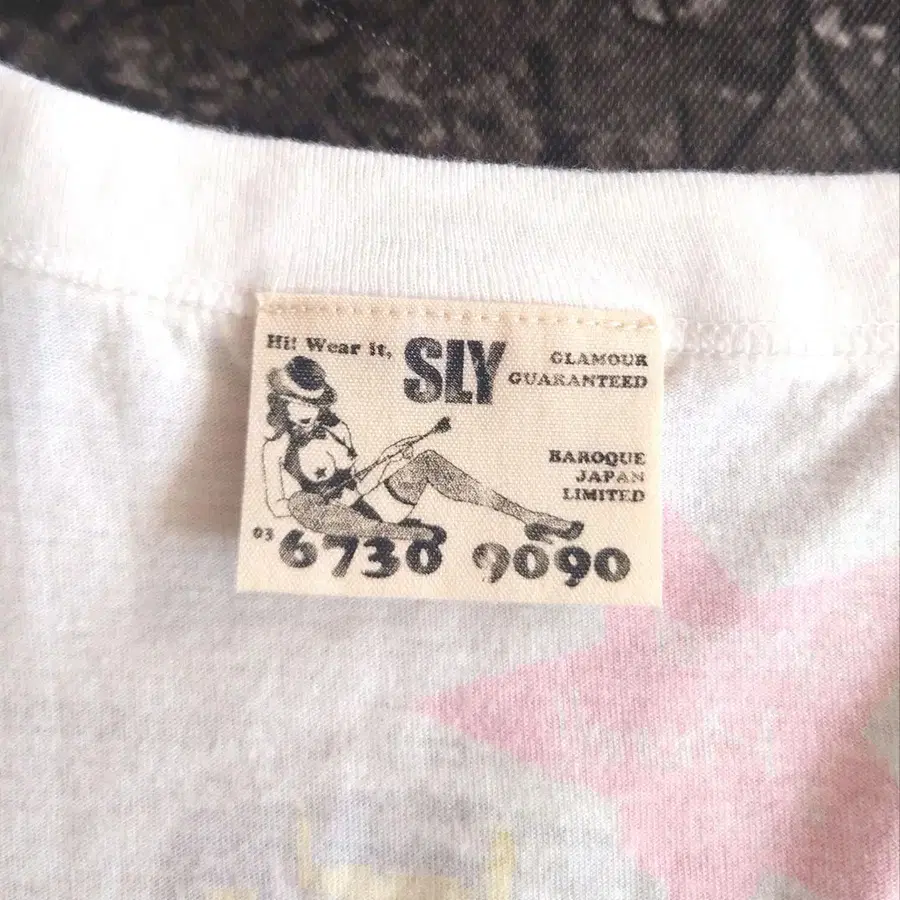 Hi! Wear it, SLY
GLAMOUR
GUARANTEED
BAROQUE
JAPAN
LIMITED
03 6730 9090